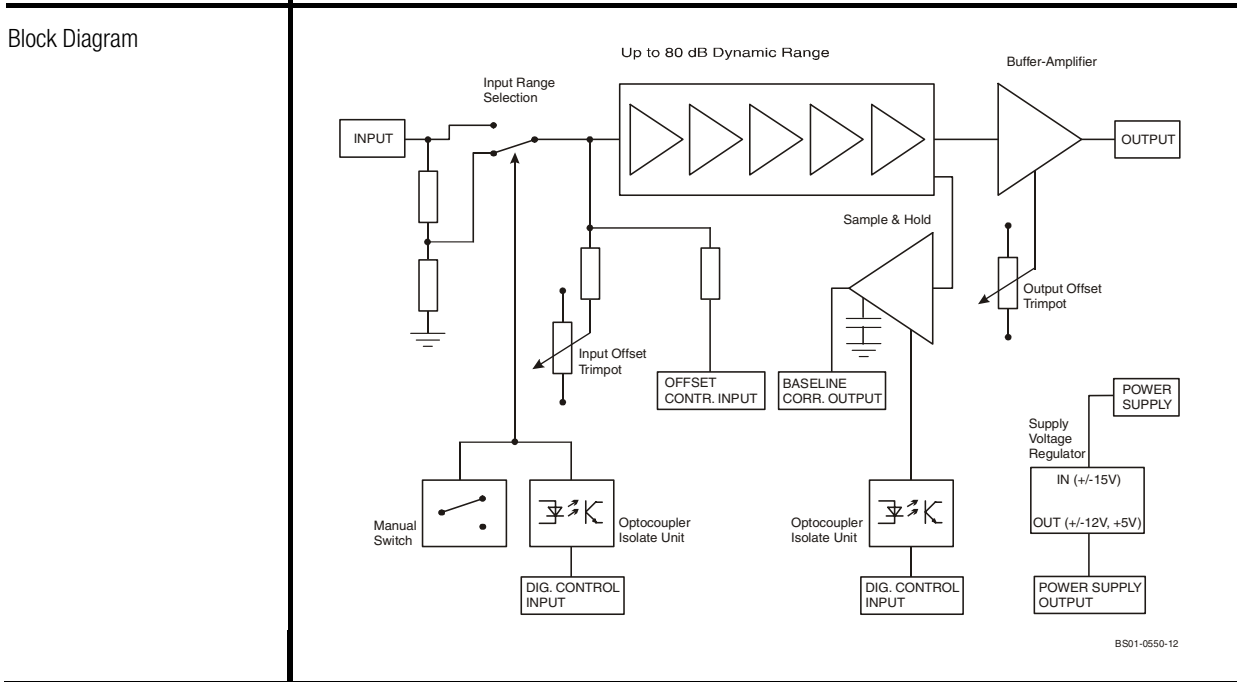 Block Diagram
Up to 80 dB Dynamic Range
Buffer-Amplifier
Input Range
Selection
INPUT
OUTPUT
Sample & Hold
Output Offset
Trimpot
Input Offset
Trimpot
OFFSET
CONTR. INPUT
BASELINE
CORR. OUTPUT
POWER
SUPPLY
Supply
Voltage
Regulator
IN (+/-15V)
OUT (+/-12V, +5V)
Manual
Switch
Optocoupler
Isolate Unit
Optocoupler
Isolate Unit
DIG. CONTROL
INPUT
DIG. CONTROL
INPUT
POWER SUPPLY
OUTPUT
BS01-0550-12